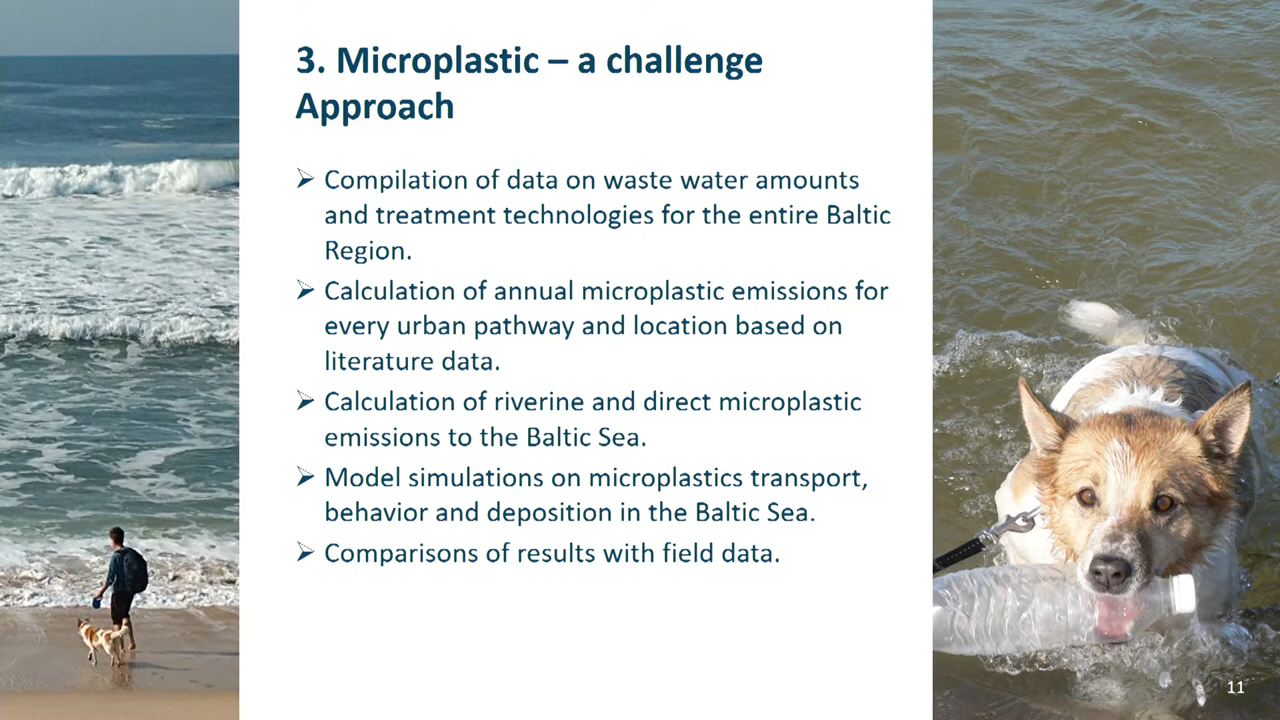 3. Microplastic – a challenge
Approach
➢ Compilation of data on waste water amounts
and treatment technologies for the entire Baltic
Region.
➢ Calculation of annual microplastic emissions for
every urban pathway and location based on
literature data.
➢ Calculation of riverine and direct microplastic
emissions to the Baltic Sea.
➢ Model simulations on microplastics transport,
behavior and deposition in the Baltic Sea.
➢ Comparisons of results with field data.
11